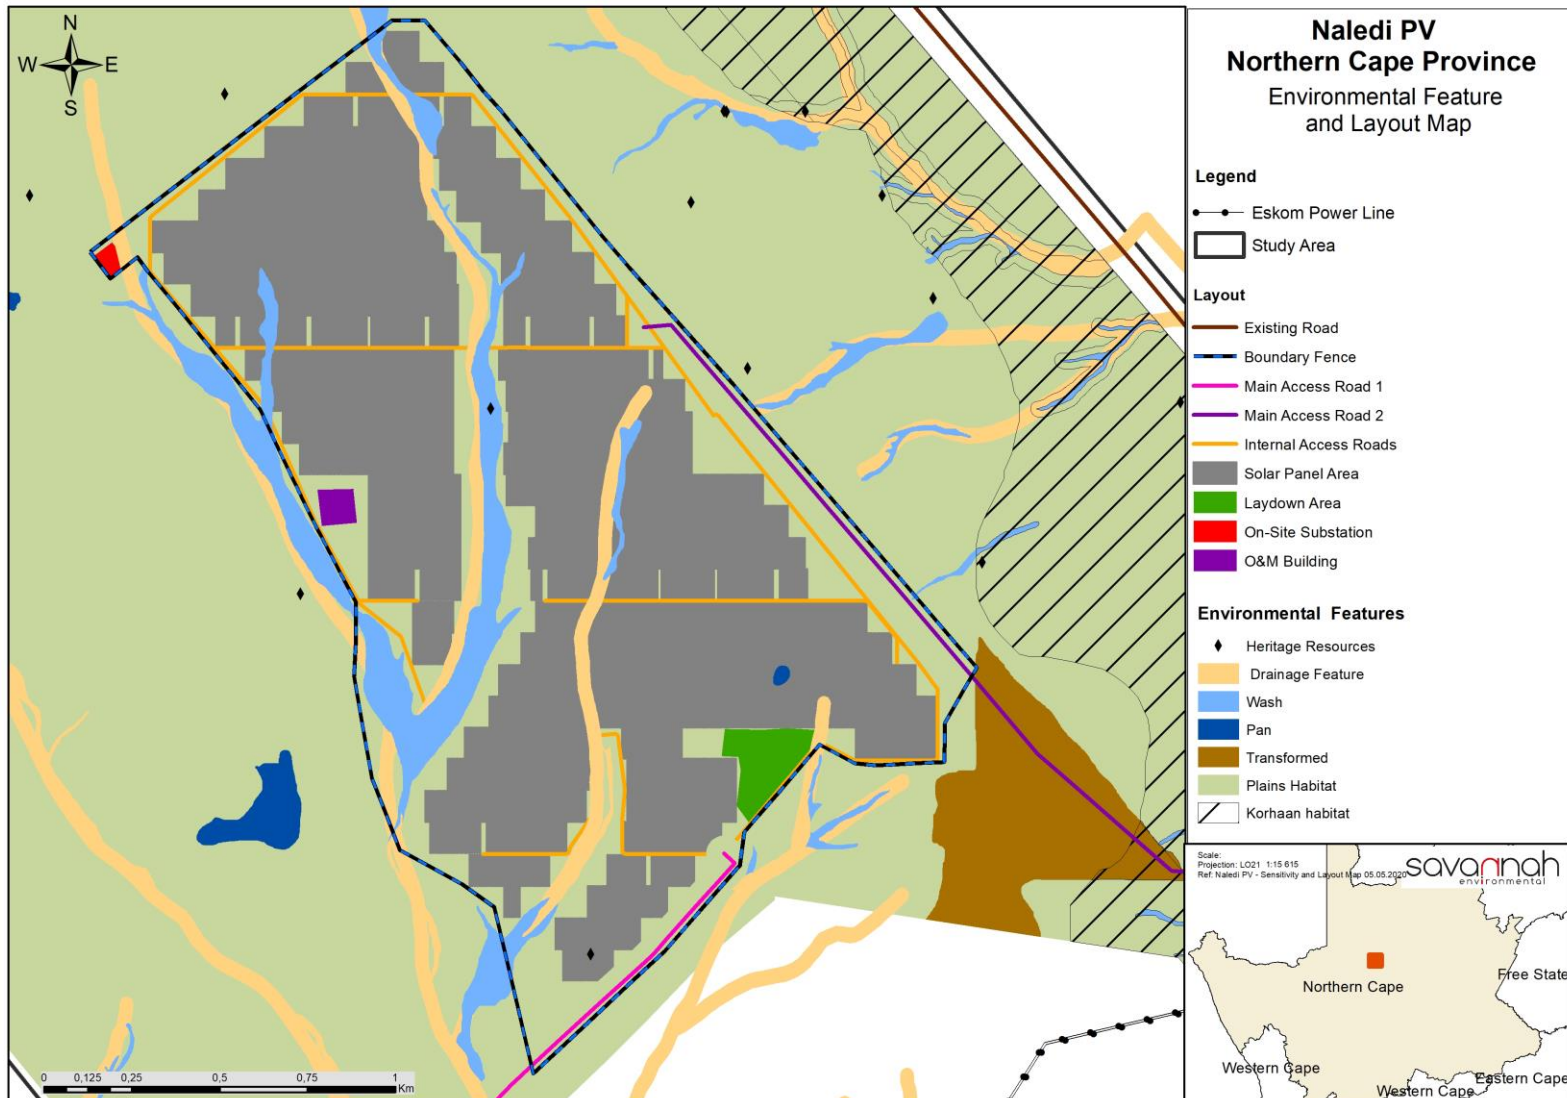 Naledi PV
Northern Cape Province
Environmental Feature
and Layout Map
N
W
E
S
Legend
Eskom Power Line
Study Area
Layout
Existing Road
Boundary Fence
Main Access Road 1
Main Access Road 2
Internal Access Roads
Solar Panel Area
Laydown Area
On-Site Substation
O&M Building
Environmental Features
Heritage Resources
Drainage Feature
Wash
Pan
Transformed
Plains Habitat
Korhaan habitat
Scale:
Projection: LO21 1:15 615
Ref: Naledi PV - Sensitivity and Layout Map 05.05.2020
savannah
environmental
Northern Cape
Free State
Western Cape
Western Cape
Eastern Cape
0 0,125 0,25 0,5 0,75 1
Km